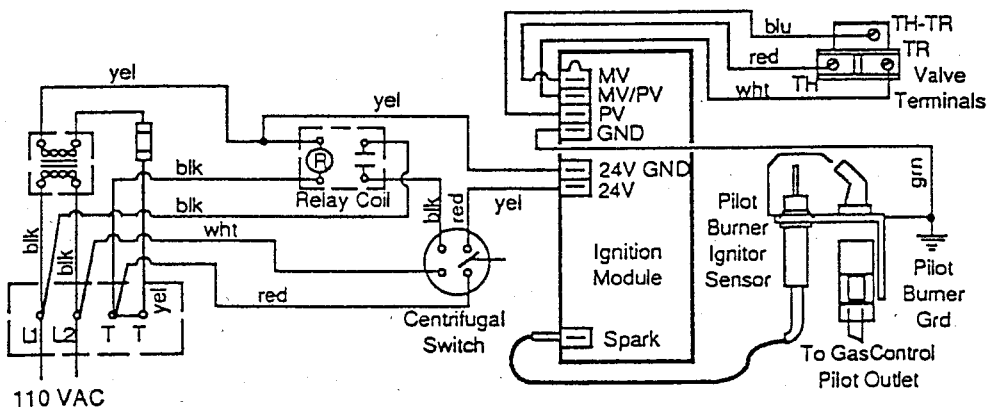 blu
TH-TR
red
TR
TH
wht
Valve
Terminals
MV
MV/PV
PV
GND
24V GND
24V
yel
yel
R
Relay Coil
blk
blk
wht
red
blk
red
yel
blk
blk
yel
L1
L2
T
T
110 VAC
Centrifugal
Switch
Ignition
Module
Spark
Pilot
Burner
Ignitor
Sensor
grn
Pilot
Burner
Grd
To GasControl
Pilot Outlet